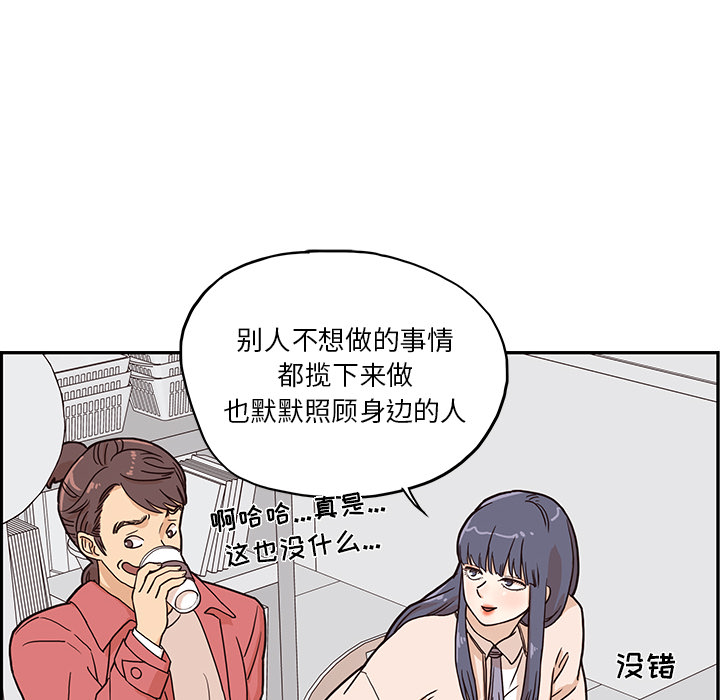 别人不想做的事情
都揽下来做
也默默照顾身边的人
啊哈哈...真是...
这也没什么...
没错